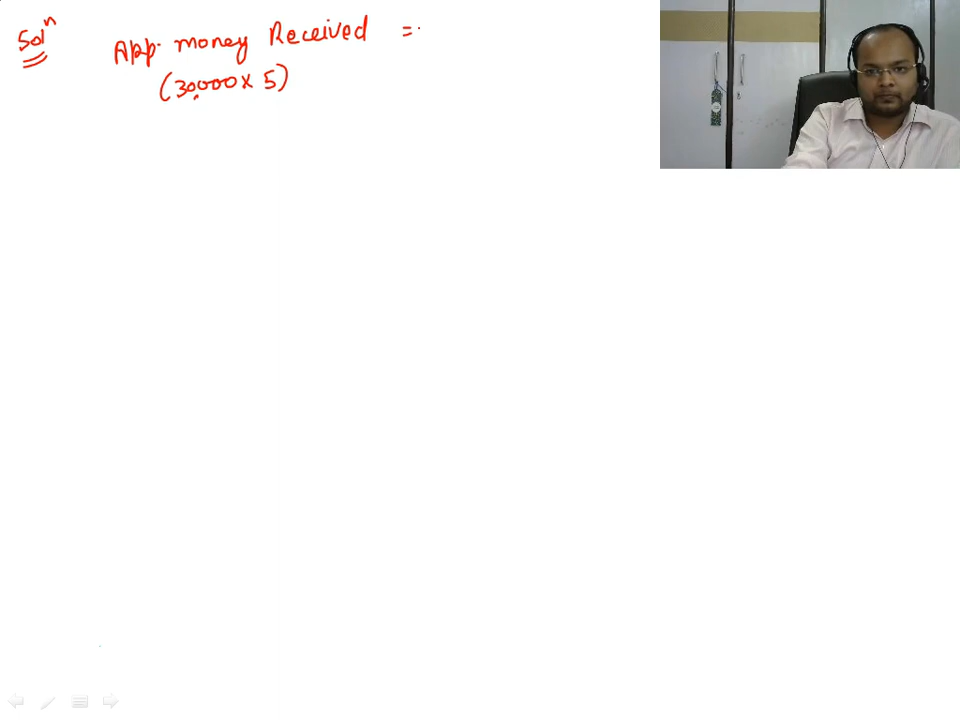 Solⁿ App. money Received =
(30,000 x 5)